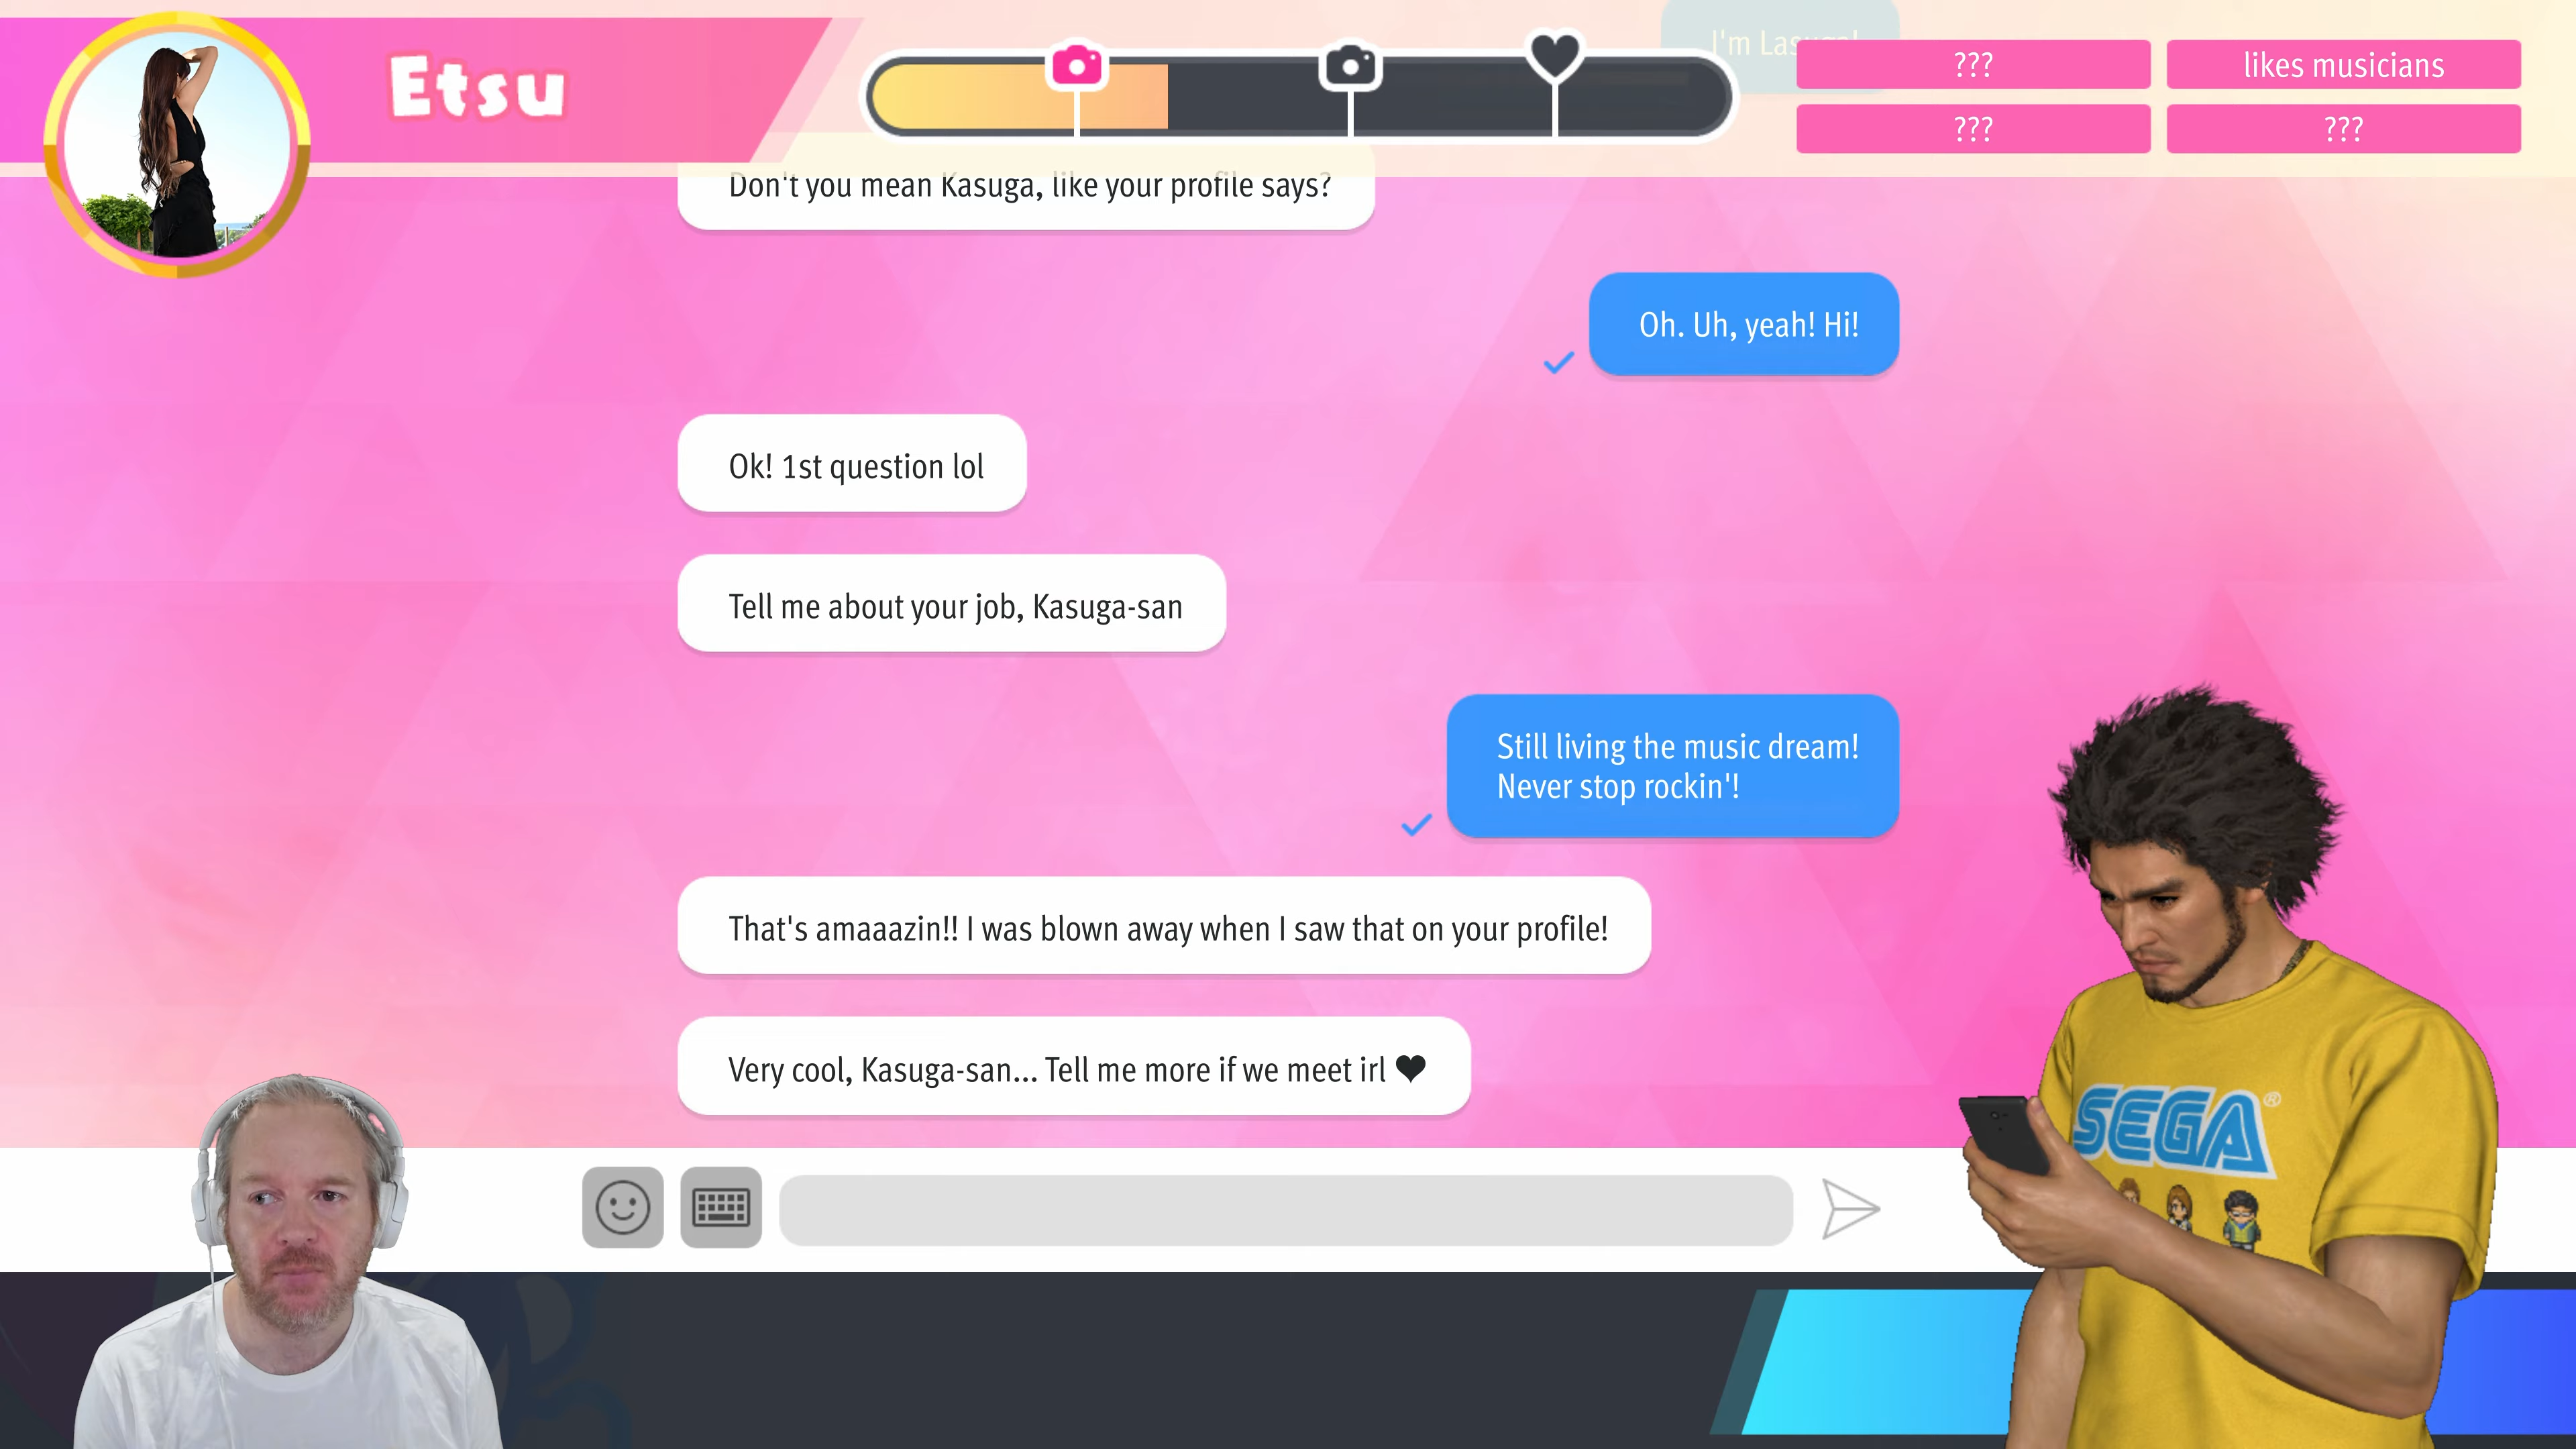 Etsu
I'm Lasuga!
???
likes musicians
???
???
Don't you mean Kasuga, like your profile says?
Oh. Uh, yeah! Hi!
Ok! 1st question lol
Tell me about your job, Kasuga-san
Still living the music dream!
Never stop rockin'!
That's amaaazin!! I was blown away when I saw that on your profile!
Very cool, Kasuga-san... Tell me more if we meet irl ♥
SEGA®